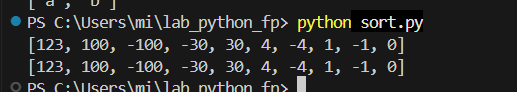 ['a', 'b']
PS C:\Users\mi\lab_python_fp> python sort.py
[123, 100, -100, -30, 30, 4, -4, 1, -1, 0]
[123, 100, -100, -30, 30, 4, -4, 1, -1, 0]
PS C:\Users\mi\lab_python_fp>